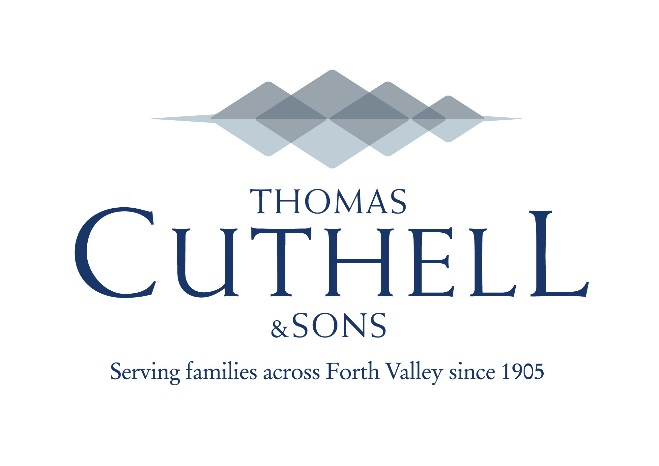 THOMAS
CUTHELL
& SONS
Serving families across Forth Valley since 1905